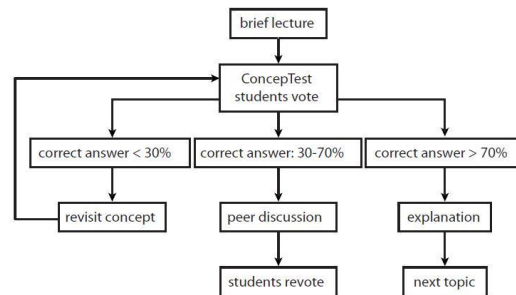 brief lecture
ConcepTest
students vote
correct answer < 30%
correct answer: 30-70%
correct answer > 70%
revisit concept
peer discussion
explanation
students revote
next topic